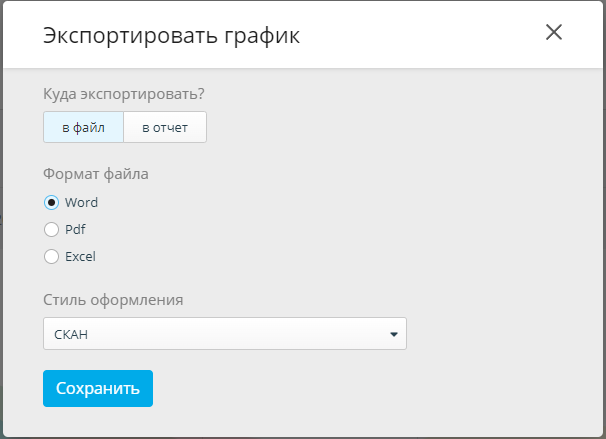 Экспортировать график
Куда экспортировать?
в файл в отчет
Формат файла
Word
Pdf
Excel
Стиль оформления
СКАН
Сохранить